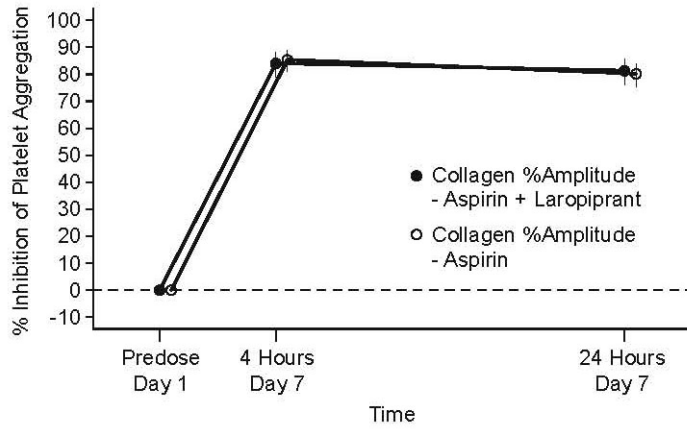 % Inhibition of Platelet Aggregation
100
90
80
70
60
50
40
30
20
10
0
-10
Collagen %Amplitude
- Aspirin + Laropiprant
Collagen %Amplitude
- Aspirin
Predose
Day 1
4 Hours
Day 7
24 Hours
Day 7
Time